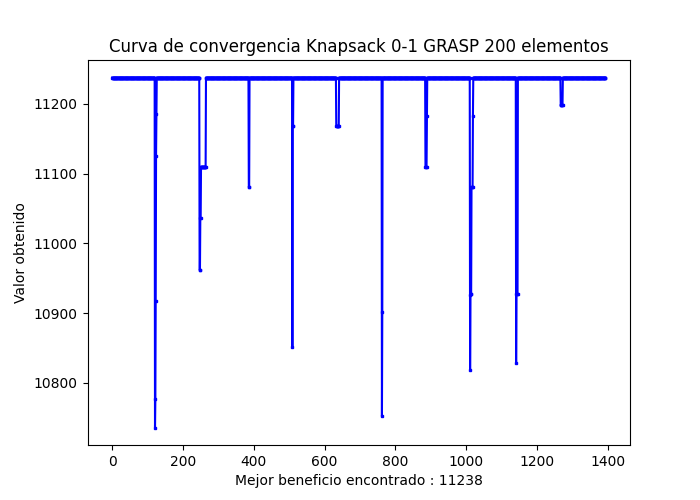 Curva de convergencia Knapsack 0-1 GRASP 200 elementos
Valor obtenido
11200
11100
11000
10900
10800
0 200 400 600 800 1000 1200 1400
Mejor beneficio encontrado : 11238